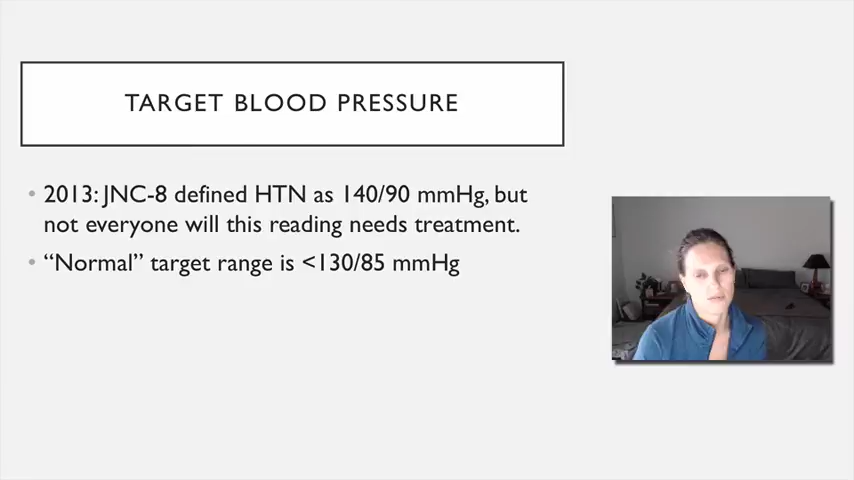 TARGET BLOOD PRESSURE
• 2013: JNC-8 defined HTN as 140/90 mmHg, but
not everyone will this reading needs treatment.
• “Normal” target range is <130/85 mmHg